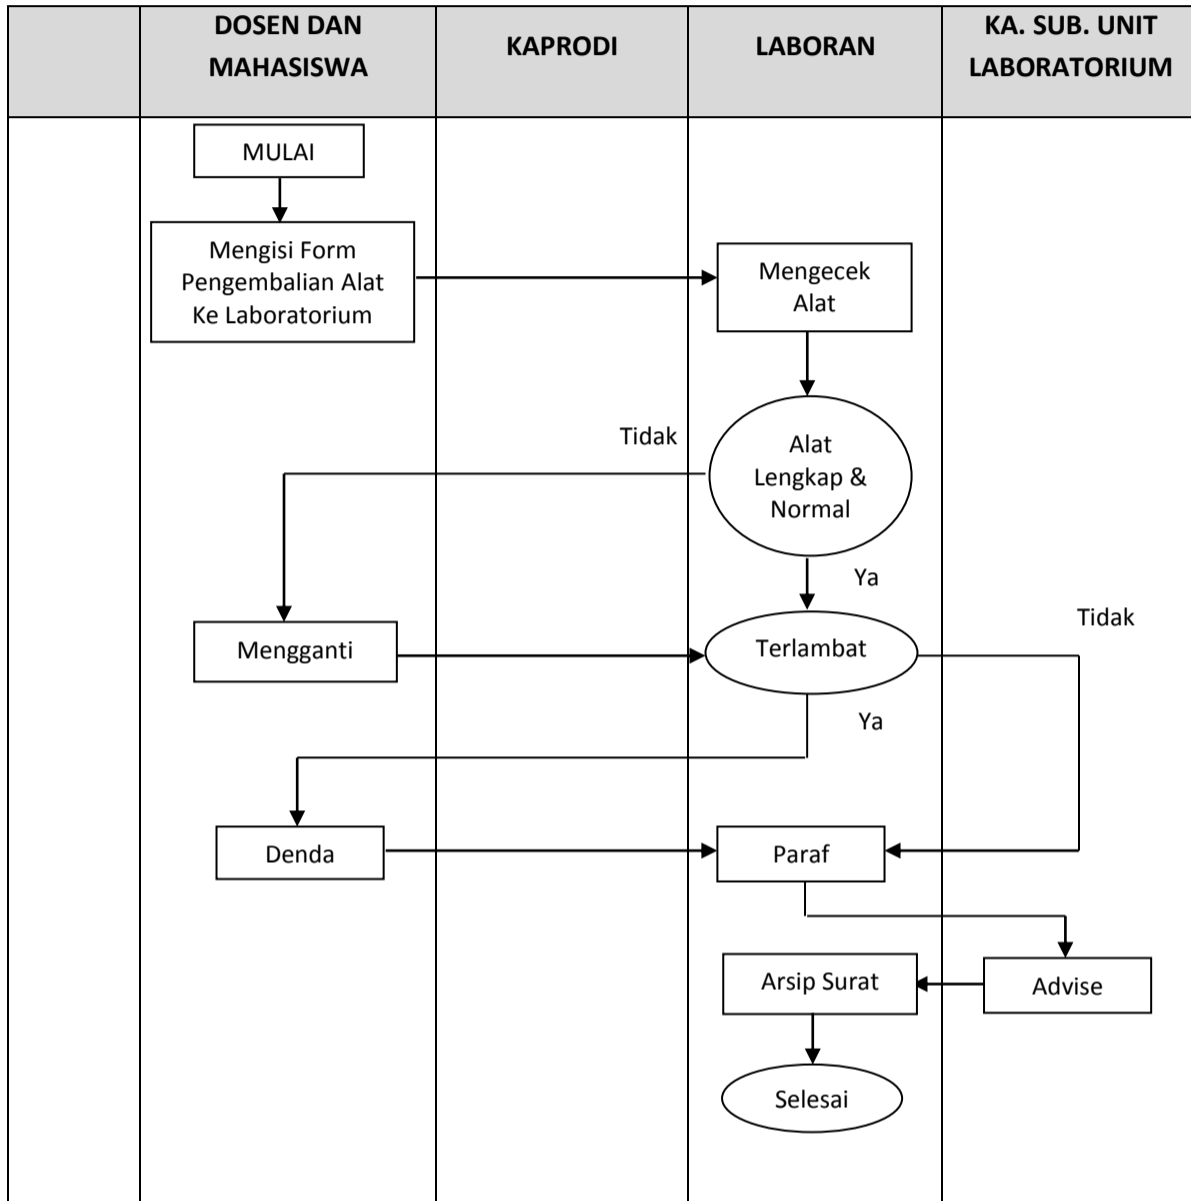 DOSEN DAN
MAHASISWA
KAPRODI
LABORAN
KA. SUB. UNIT
LABORATORIUM
MULAI
Mengisi Form
Pengembalian Alat
Ke Laboratorium
Mengecek
Alat
Tidak
Alat
Lengkap &
Normal
Ya
Tidak
Mengganti
Terlambat
Ya
Denda
Paraf
Arsip Surat
Advise
Selesai